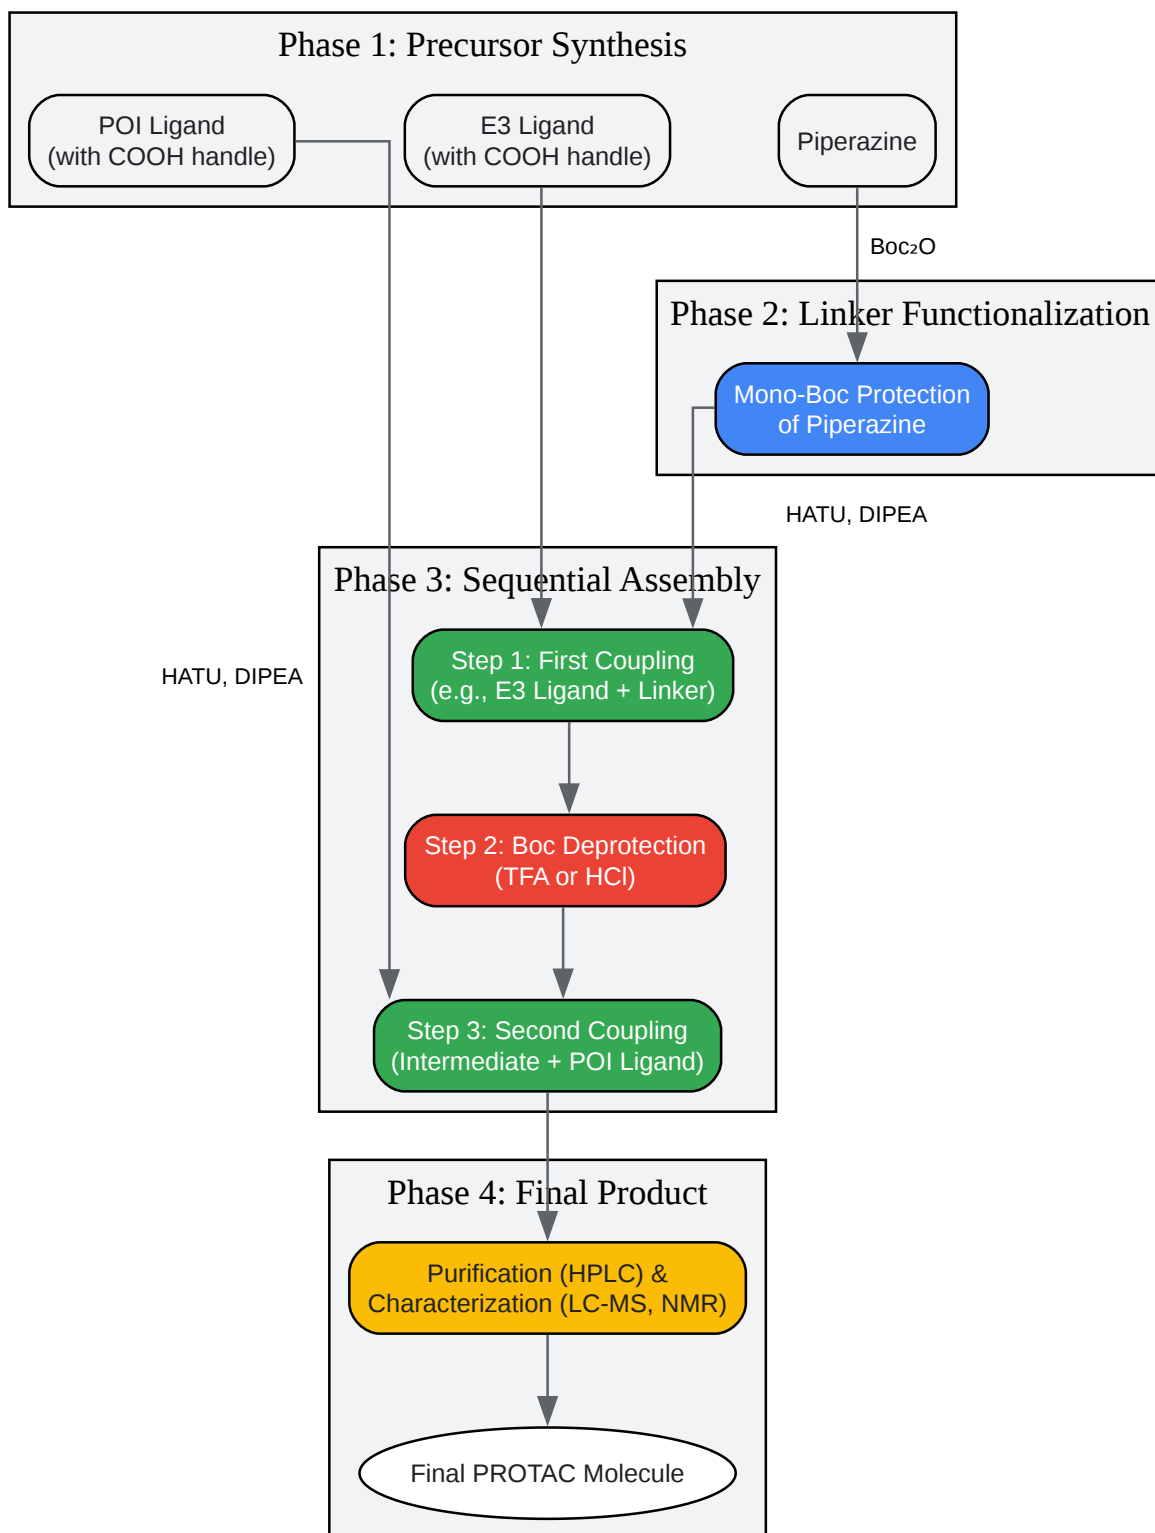 Phase 1: Precursor Synthesis
POI Ligand
(with COOH handle)
E3 Ligand
(with COOH handle)
Piperazine
Boc₂O
Phase 2: Linker Functionalization
Mono-Boc Protection
of Piperazine
HATU, DIPEA
Phase 3: Sequential Assembly
Step 1: First Coupling
(e.g., E3 Ligand + Linker)
HATU, DIPEA
Step 2: Boc Deprotection
(TFA or HCl)
Step 3: Second Coupling
(Intermediate + POI Ligand)
Phase 4: Final Product
Purification (HPLC) &
Characterization (LC-MS, NMR)
Final PROTAC Molecule